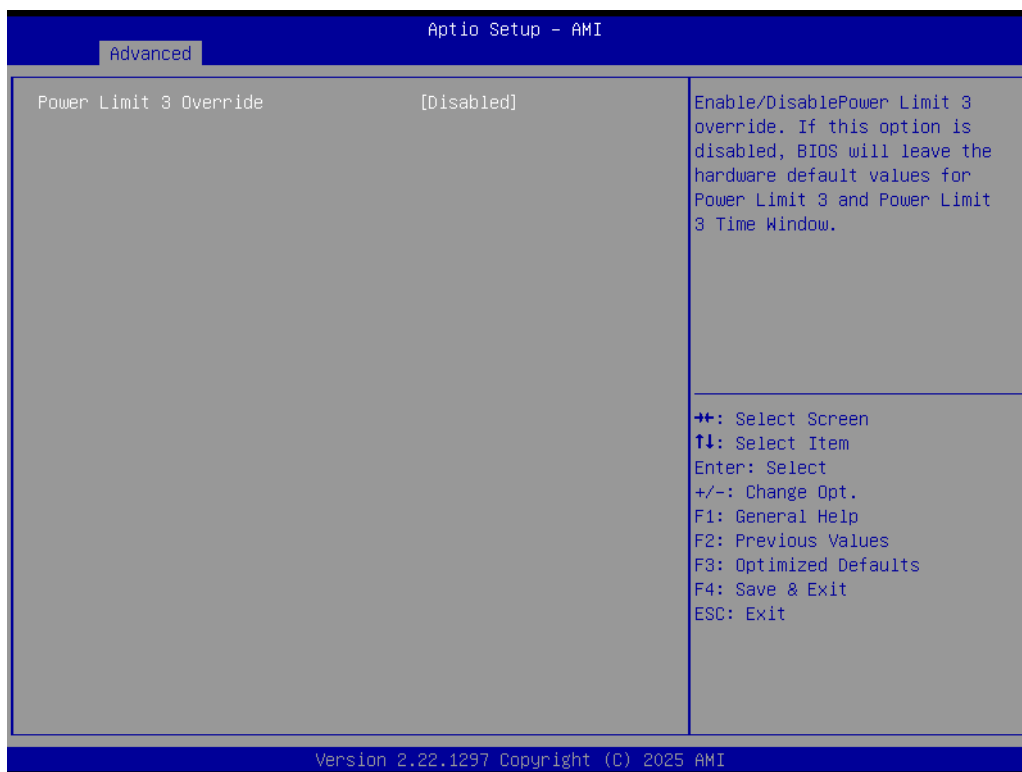 Aptio Setup – AMI
Advanced
Power Limit 3 Override [Disabled]
Enable/DisablePower Limit 3
override. If this option is
disabled, BIOS will leave the
hardware default values for
Power Limit 3 and Power Limit
3 Time Window.
→←: Select Screen
↑↓: Select Item
Enter: Select
+/-: Change Opt.
F1: General Help
F2: Previous Values
F3: Optimized Defaults
F4: Save & Exit
ESC: Exit
Version 2.22.1297 Copyright (C) 2025 AMI